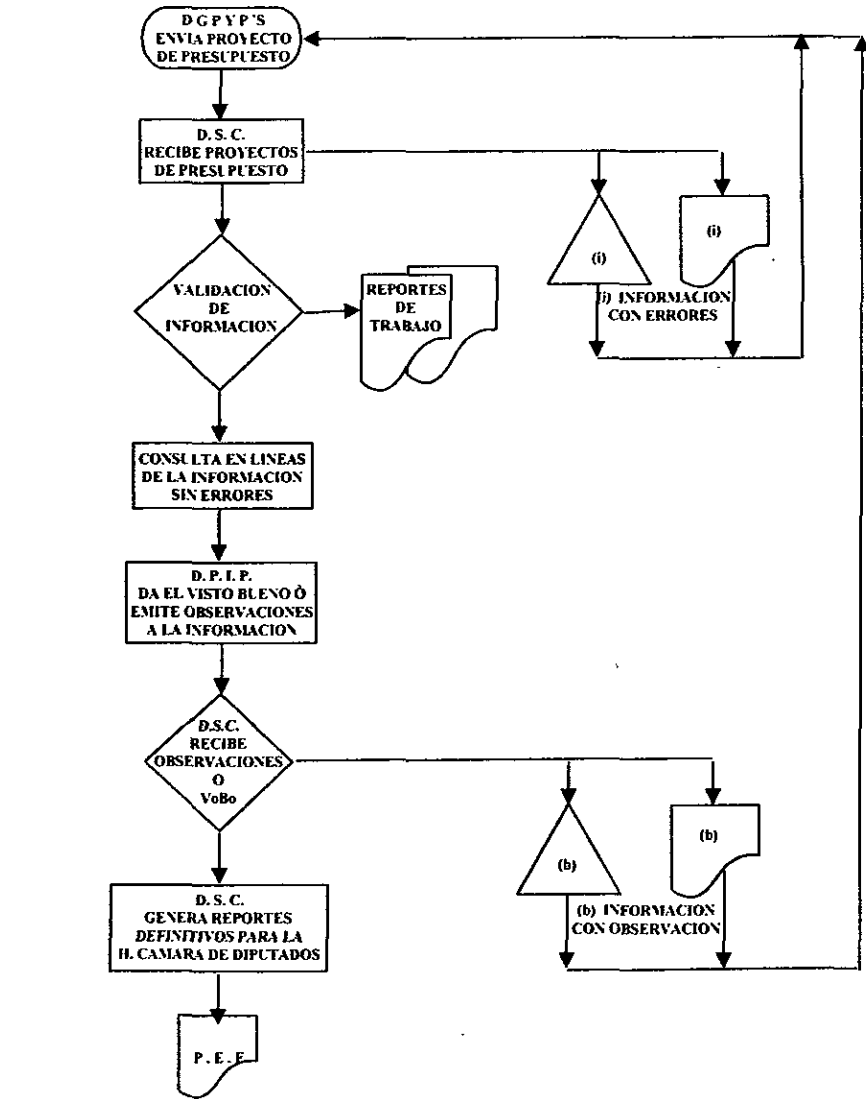 D G P Y P'S
ENVIA PROYECTO
DE PRESUPUESTO
D. S. C.
RECIBE PROYECTOS
DE PRESUPUESTO
(i)
(i)
(i) INFORMACION
CON ERRORES
VALIDACION
DE
INFORMACION
REPORTES
DE
TRABAJO
CONSULTA EN LINEAS
DE LA INFORMACION
SIN ERRORES
D. P. I. P.
DA EL VISTO BUENO Ò
EMITE OBSERVACIONES
A LA INFORMACION
D.S.C.
RECIBE
OBSERVACIONES
O
VoBo
(b)
(b)
(b) INFORMACION
CON OBSERVACION
D. S. C.
GENERA REPORTES
DEFINITIVOS PARA LA
H. CAMARA DE DIPUTADOS
P. E. F